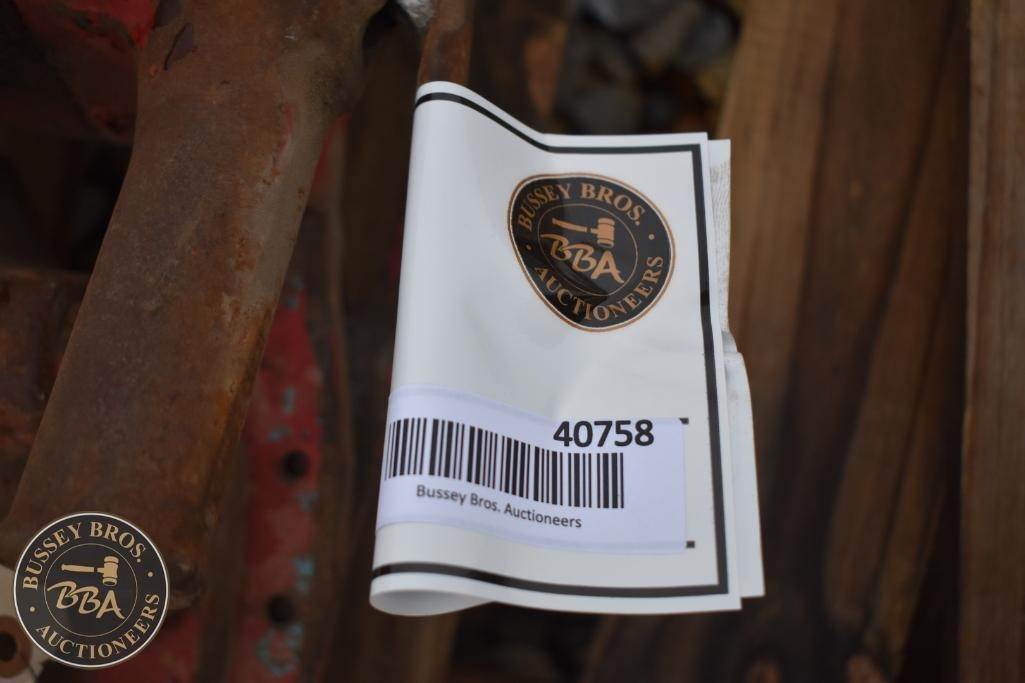 BUSSEY BROS.
BBA
AUCTIONEERS
40758
Bussey Bros. Auctioneers
BUSSEY BROS.
BBA
AUCTIONEERS